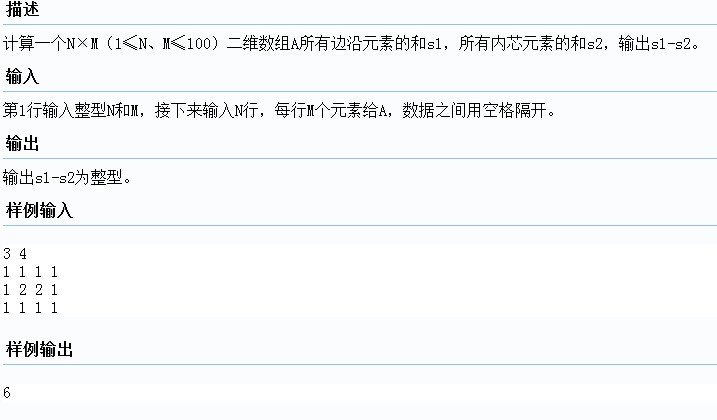 描述
计算一个N×M（1≤N、M≤100）二维数组A所有边沿元素的和s1，所有内芯元素的和s2，输出s1-s2。
输入
第1行输入整型N和M，接下来输入N行，每行M个元素给A，数据之间用空格隔开。
输出
输出s1-s2为整型。
样例输入
3 4
1 1 1 1
1 2 2 1
1 1 1 1
样例输出
6